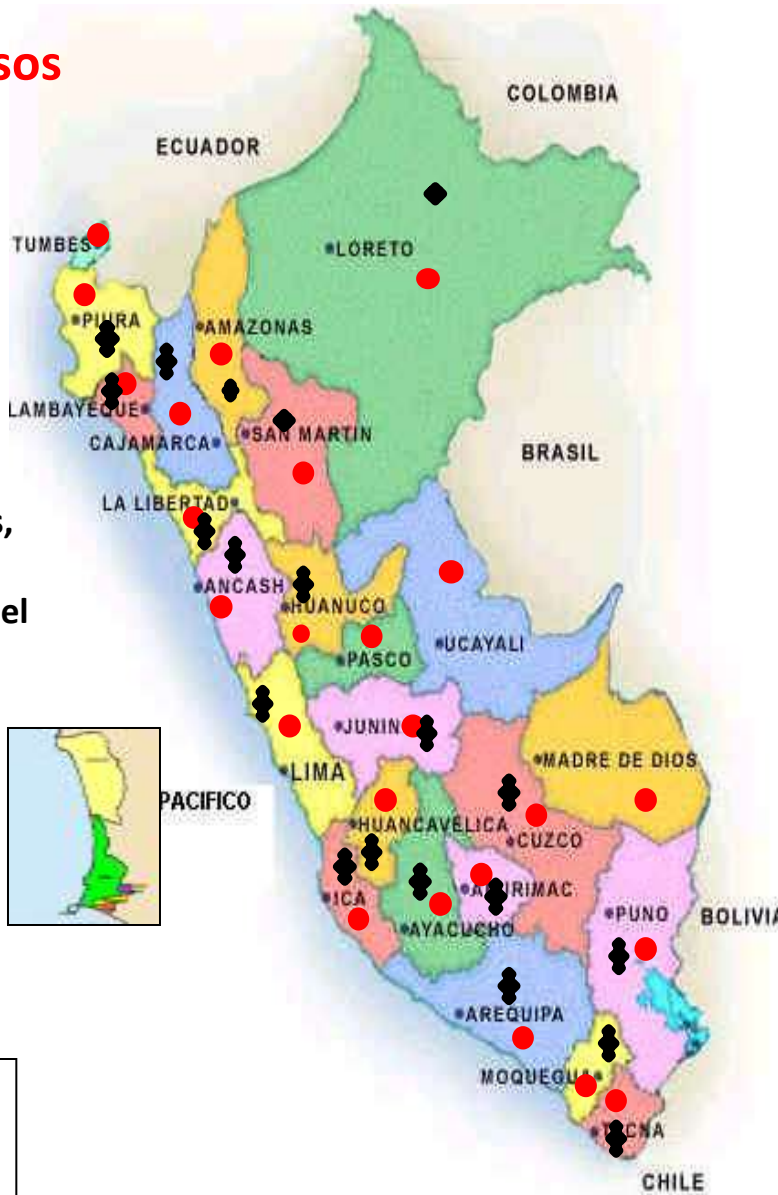 SOS
COLOMBIA
ECUADOR
TUMBES
LORETO
PIURA
AMAZONAS
LAMBAYEQUE
SAN MARTIN
CAJAMARCA
BRASIL
LA LIBERTAD
s,
ANCASH
HUANUCO
el
UCAYALI
PASCO
JUNIN
MADRE DE DIOS
LIMA
PACIFICO
HUANCAVELICA
CUZCO
ICA
PUNO
BOLIVIA
AYACUCHO
AREQUIPA
MOQUEGUA
CHILE